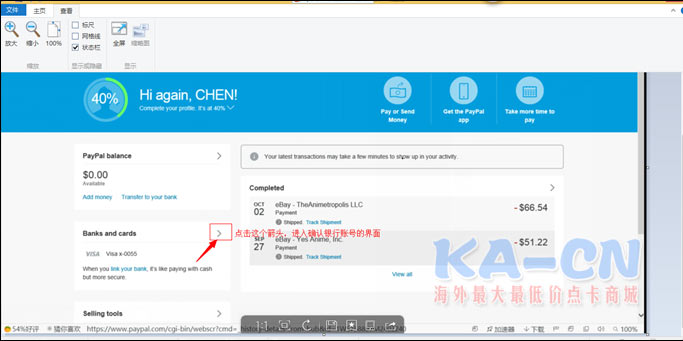 文件 主页 查看
放大 缩小 100%
标尺
网格线
状态栏
全屏 缩略图
缩放 显示或隐藏 显示
40%
Hi again, CHEN!
Complete your profile. It's at 40%
Pay or Send Money
Get the PayPal app
Take more time to pay
PayPal balance
$0.00
Available
Add money Transfer to your bank
Your latest transactions may take a few minutes to show up in your activity.
Completed
OCT 02
eBay - TheAnimetropolis LLC
Payment
Shipped. Track Shipment
- $66.54
SEP 27
eBay - Yes Anime, Inc.
Payment
Shipped. Track Shipment
- $51.22
View all
Banks and cards
点击这个箭头，进入确认银行账号的界面
VISA Visa x-0055
When you link your bank, it's like paying with cash
but more secure.
Selling tools
KA-CN
海外最大最低价点卡商城
1:1
54%好评 猜你喜欢 https://www.paypal.com/cgi-bin/webscr?cmd=_history
加速器 下载 100%